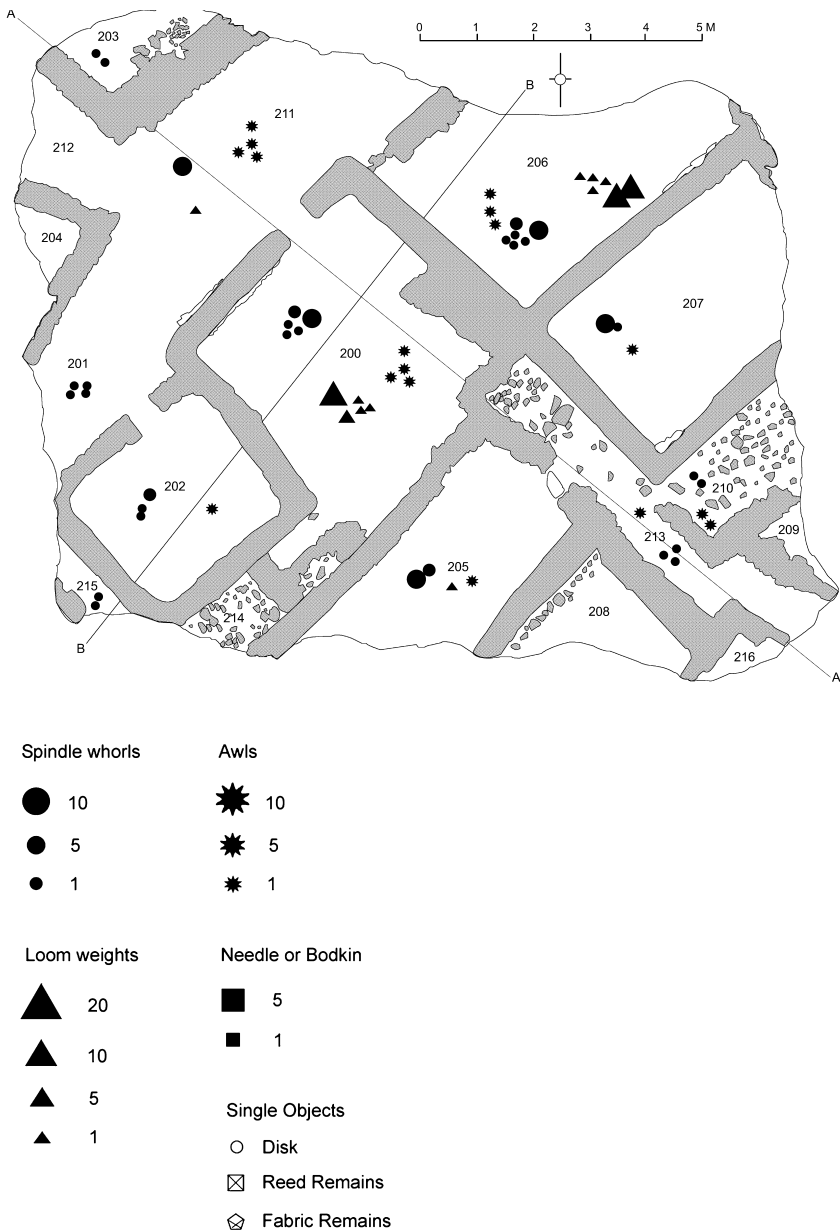 A
203
0 1 2 3 4 5 M
B
211
212
206
204
207
200
201
202
210
209
213
205
215
214
208
B
216
A
Spindle whorls
10
5
1
Awls
10
5
1
Loom weights
20
10
5
1
Needle or Bodkin
5
1
Single Objects
Disk
Reed Remains
Fabric Remains